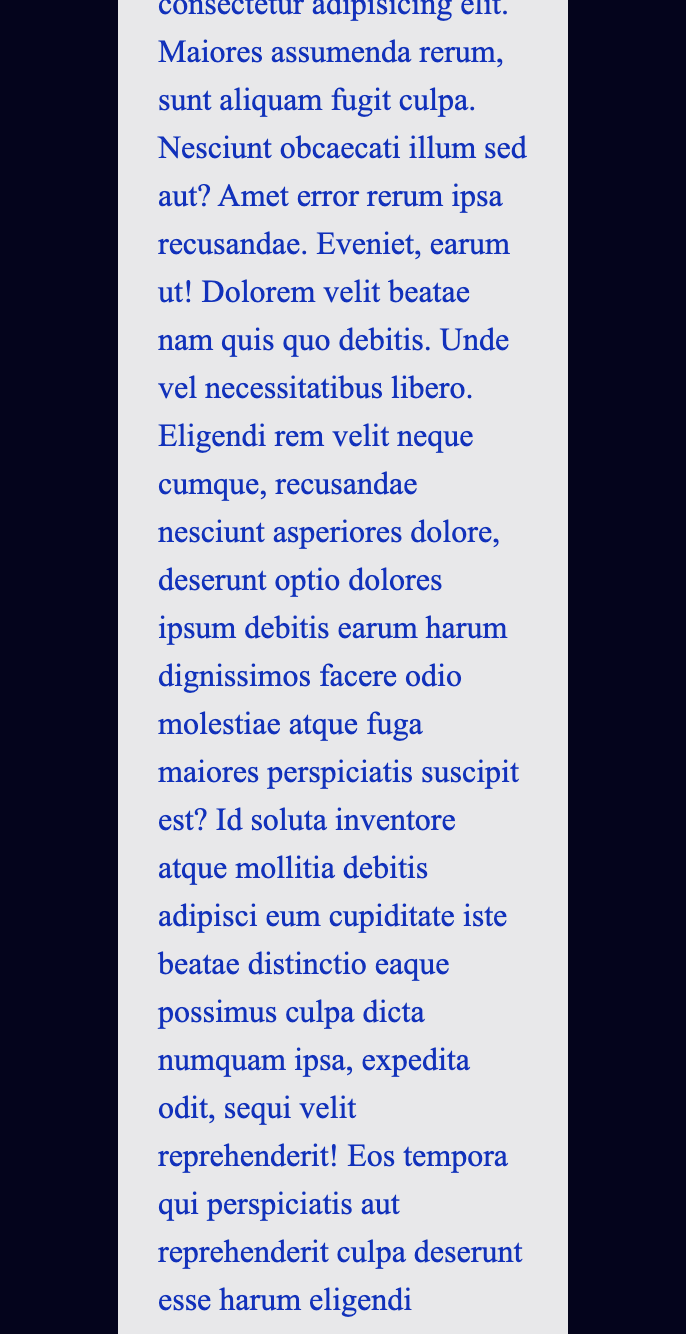 consectetur adipisicing elit.
Maiores assumenda rerum,
sunt aliquam fugit culpa.
Nesciunt obcaecati illum sed
aut? Amet error rerum ipsa
recusandae. Eveniet, earum
ut! Dolorem velit beatae
nam quis quo debitis. Unde
vel necessitatibus libero.
Eligendi rem velit neque
cumque, recusandae
nesciunt asperiores dolore,
deserunt optio dolores
ipsum debitis earum harum
dignissimos facere odio
molestiae atque fuga
maiores perspiciatis suscipit
est? Id soluta inventore
atque mollitia debitis
adipisci eum cupiditate iste
beatae distinctio eaque
possimus culpa dicta
numquam ipsa, expedita
odit, sequi velit
reprehenderit! Eos tempora
qui perspiciatis aut
reprehenderit culpa deserunt
esse harum eligendi